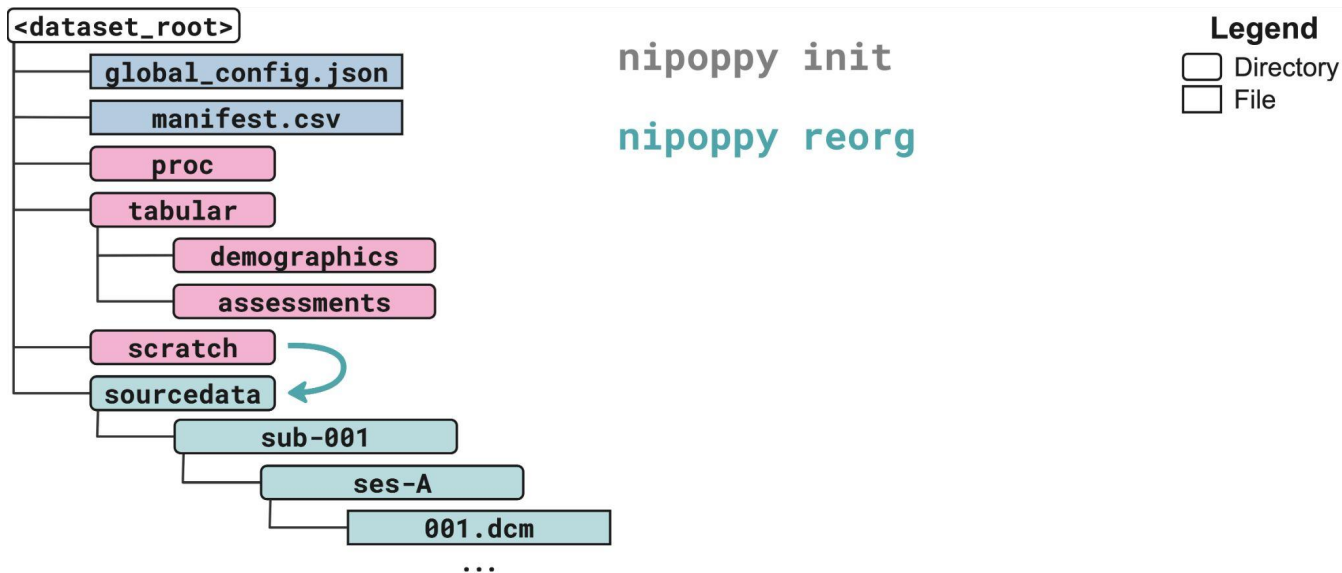 <dataset_root>
global_config.json
manifest.csv
proc
tabular
demographics
assessments
scratch
sourcedata
sub-001
ses-A
001.dcm
...
nipoppy init
nipoppy reorg
Legend
Directory
File